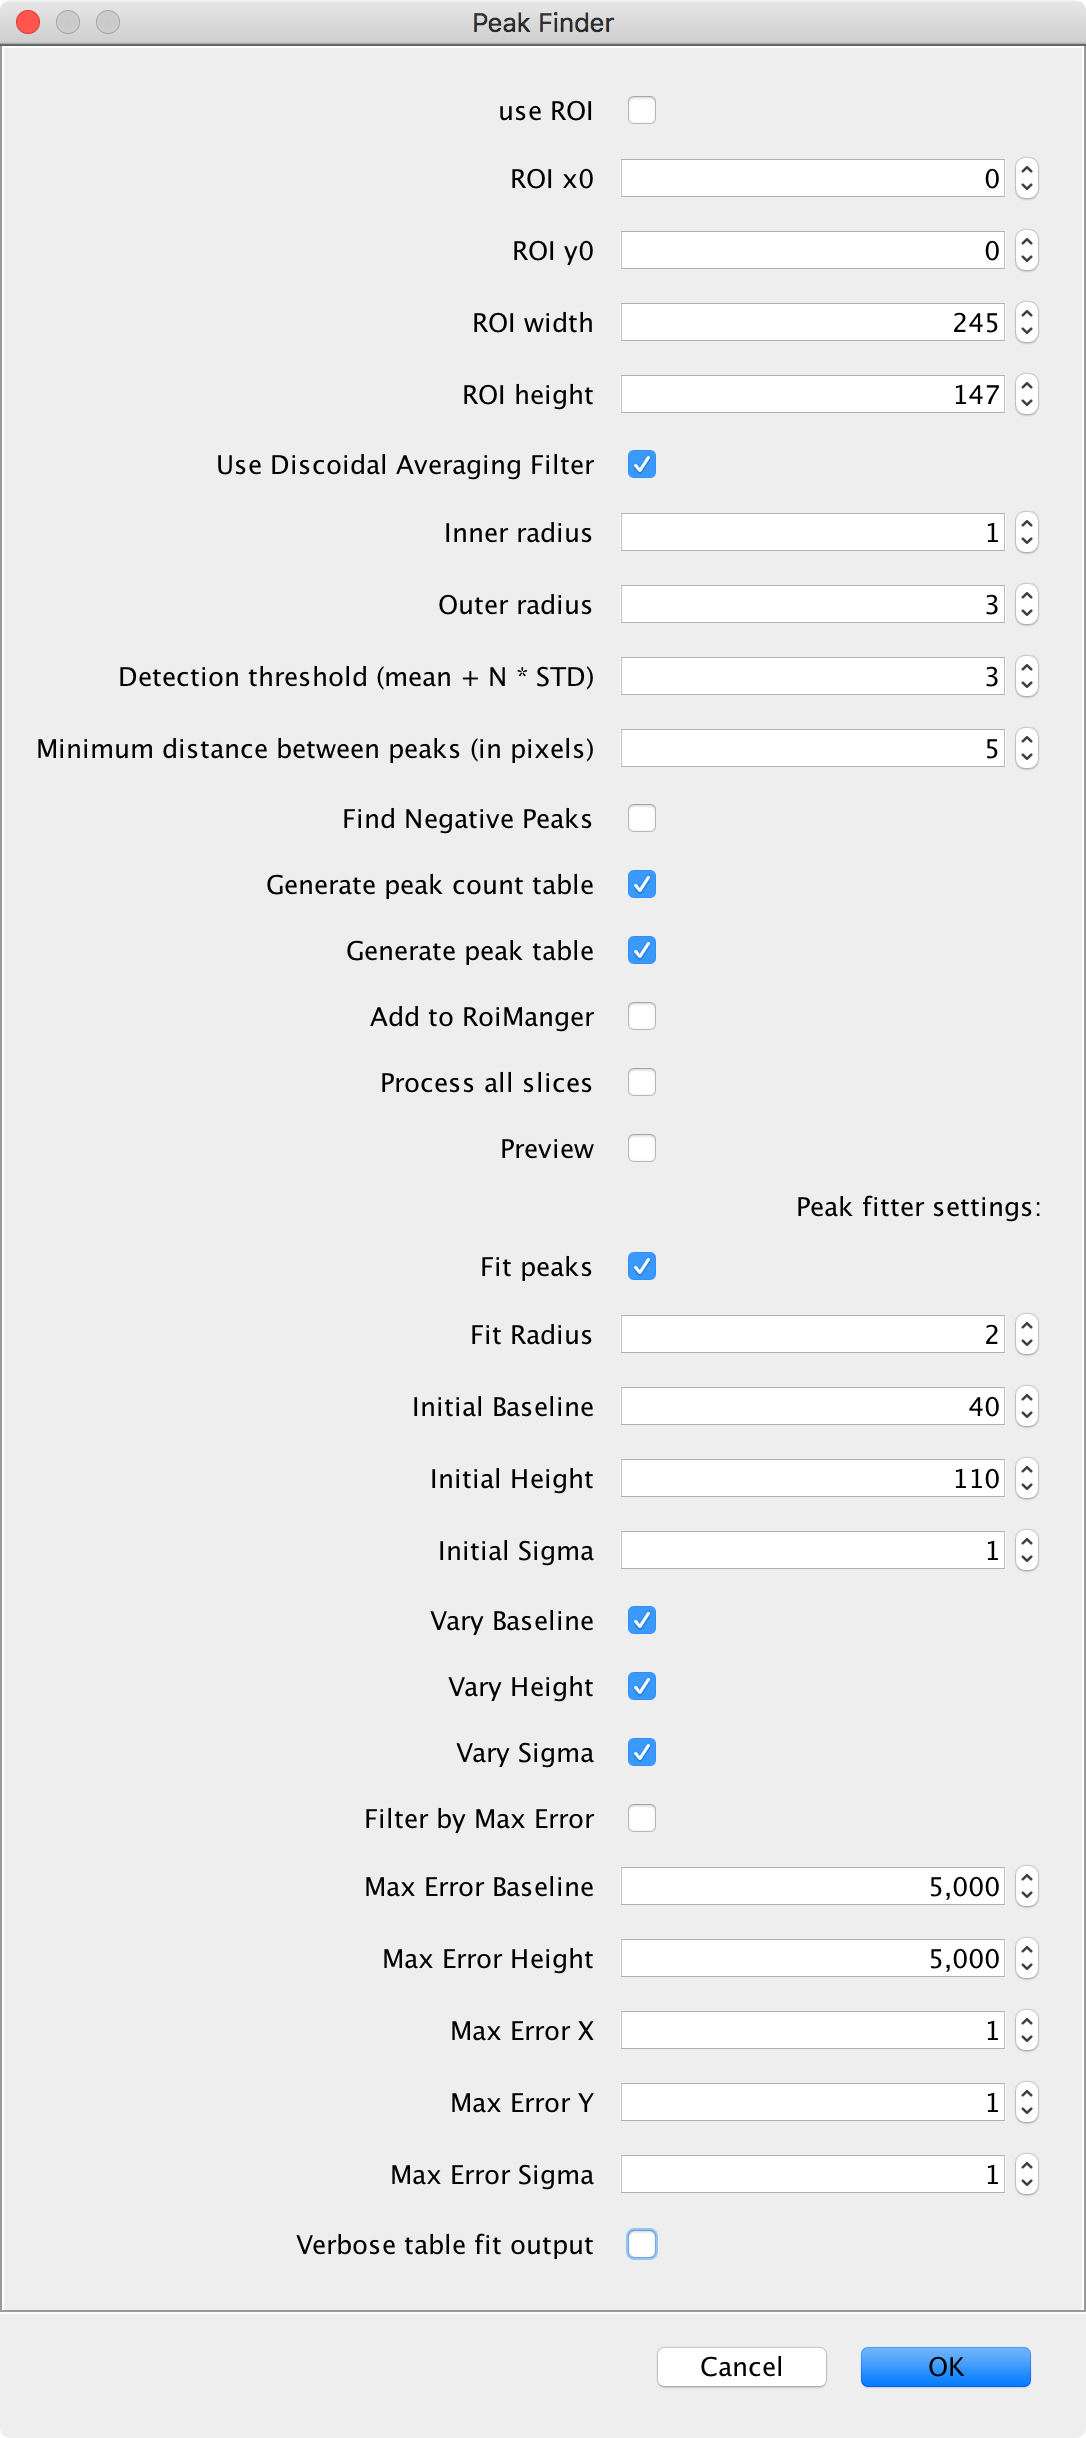 Peak Finder
use ROI
ROI x0 0
ROI y0 0
ROI width 245
ROI height 147
Use Discoidal Averaging Filter
Inner radius 1
Outer radius 3
Detection threshold (mean + N * STD) 3
Minimum distance between peaks (in pixels) 5
Find Negative Peaks
Generate peak count table
Generate peak table
Add to RoiManger
Process all slices
Preview
Peak fitter settings:
Fit peaks
Fit Radius 2
Initial Baseline 40
Initial Height 110
Initial Sigma 1
Vary Baseline
Vary Height
Vary Sigma
Filter by Max Error
Max Error Baseline 5,000
Max Error Height 5,000
Max Error X 1
Max Error Y 1
Max Error Sigma 1
Verbose table fit output
Cancel OK